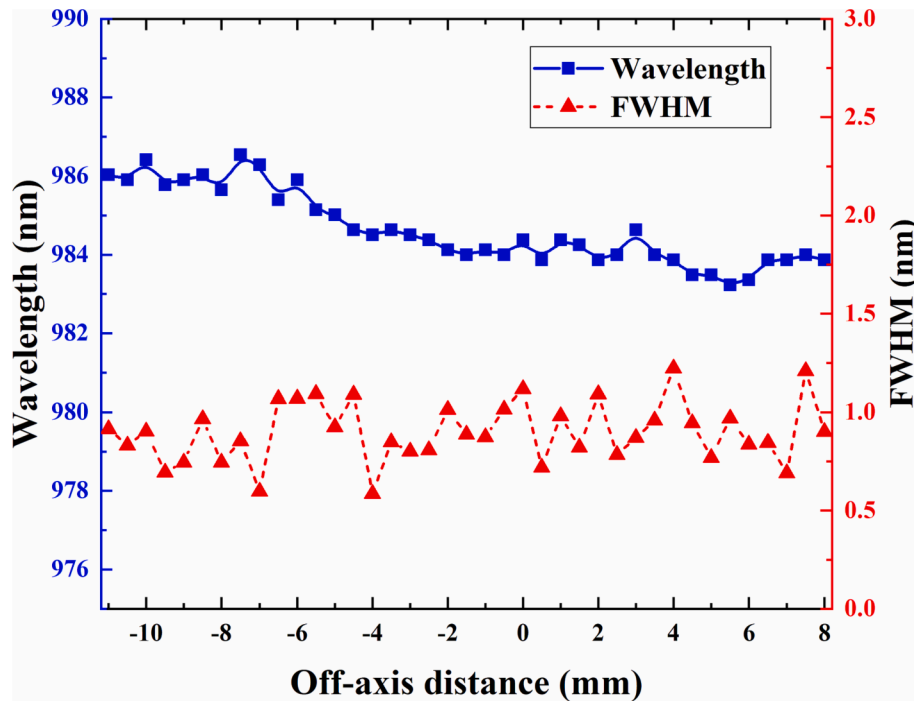 Wavelength
FWHM
Wavelength (nm)
990
988
986
984
982
980
978
976
3.0
2.5
2.0
1.5
1.0
0.5
0.0
FWHM (nm)
-10 -8 -6 -4 -2 0 2 4 6 8
Off-axis distance (mm)